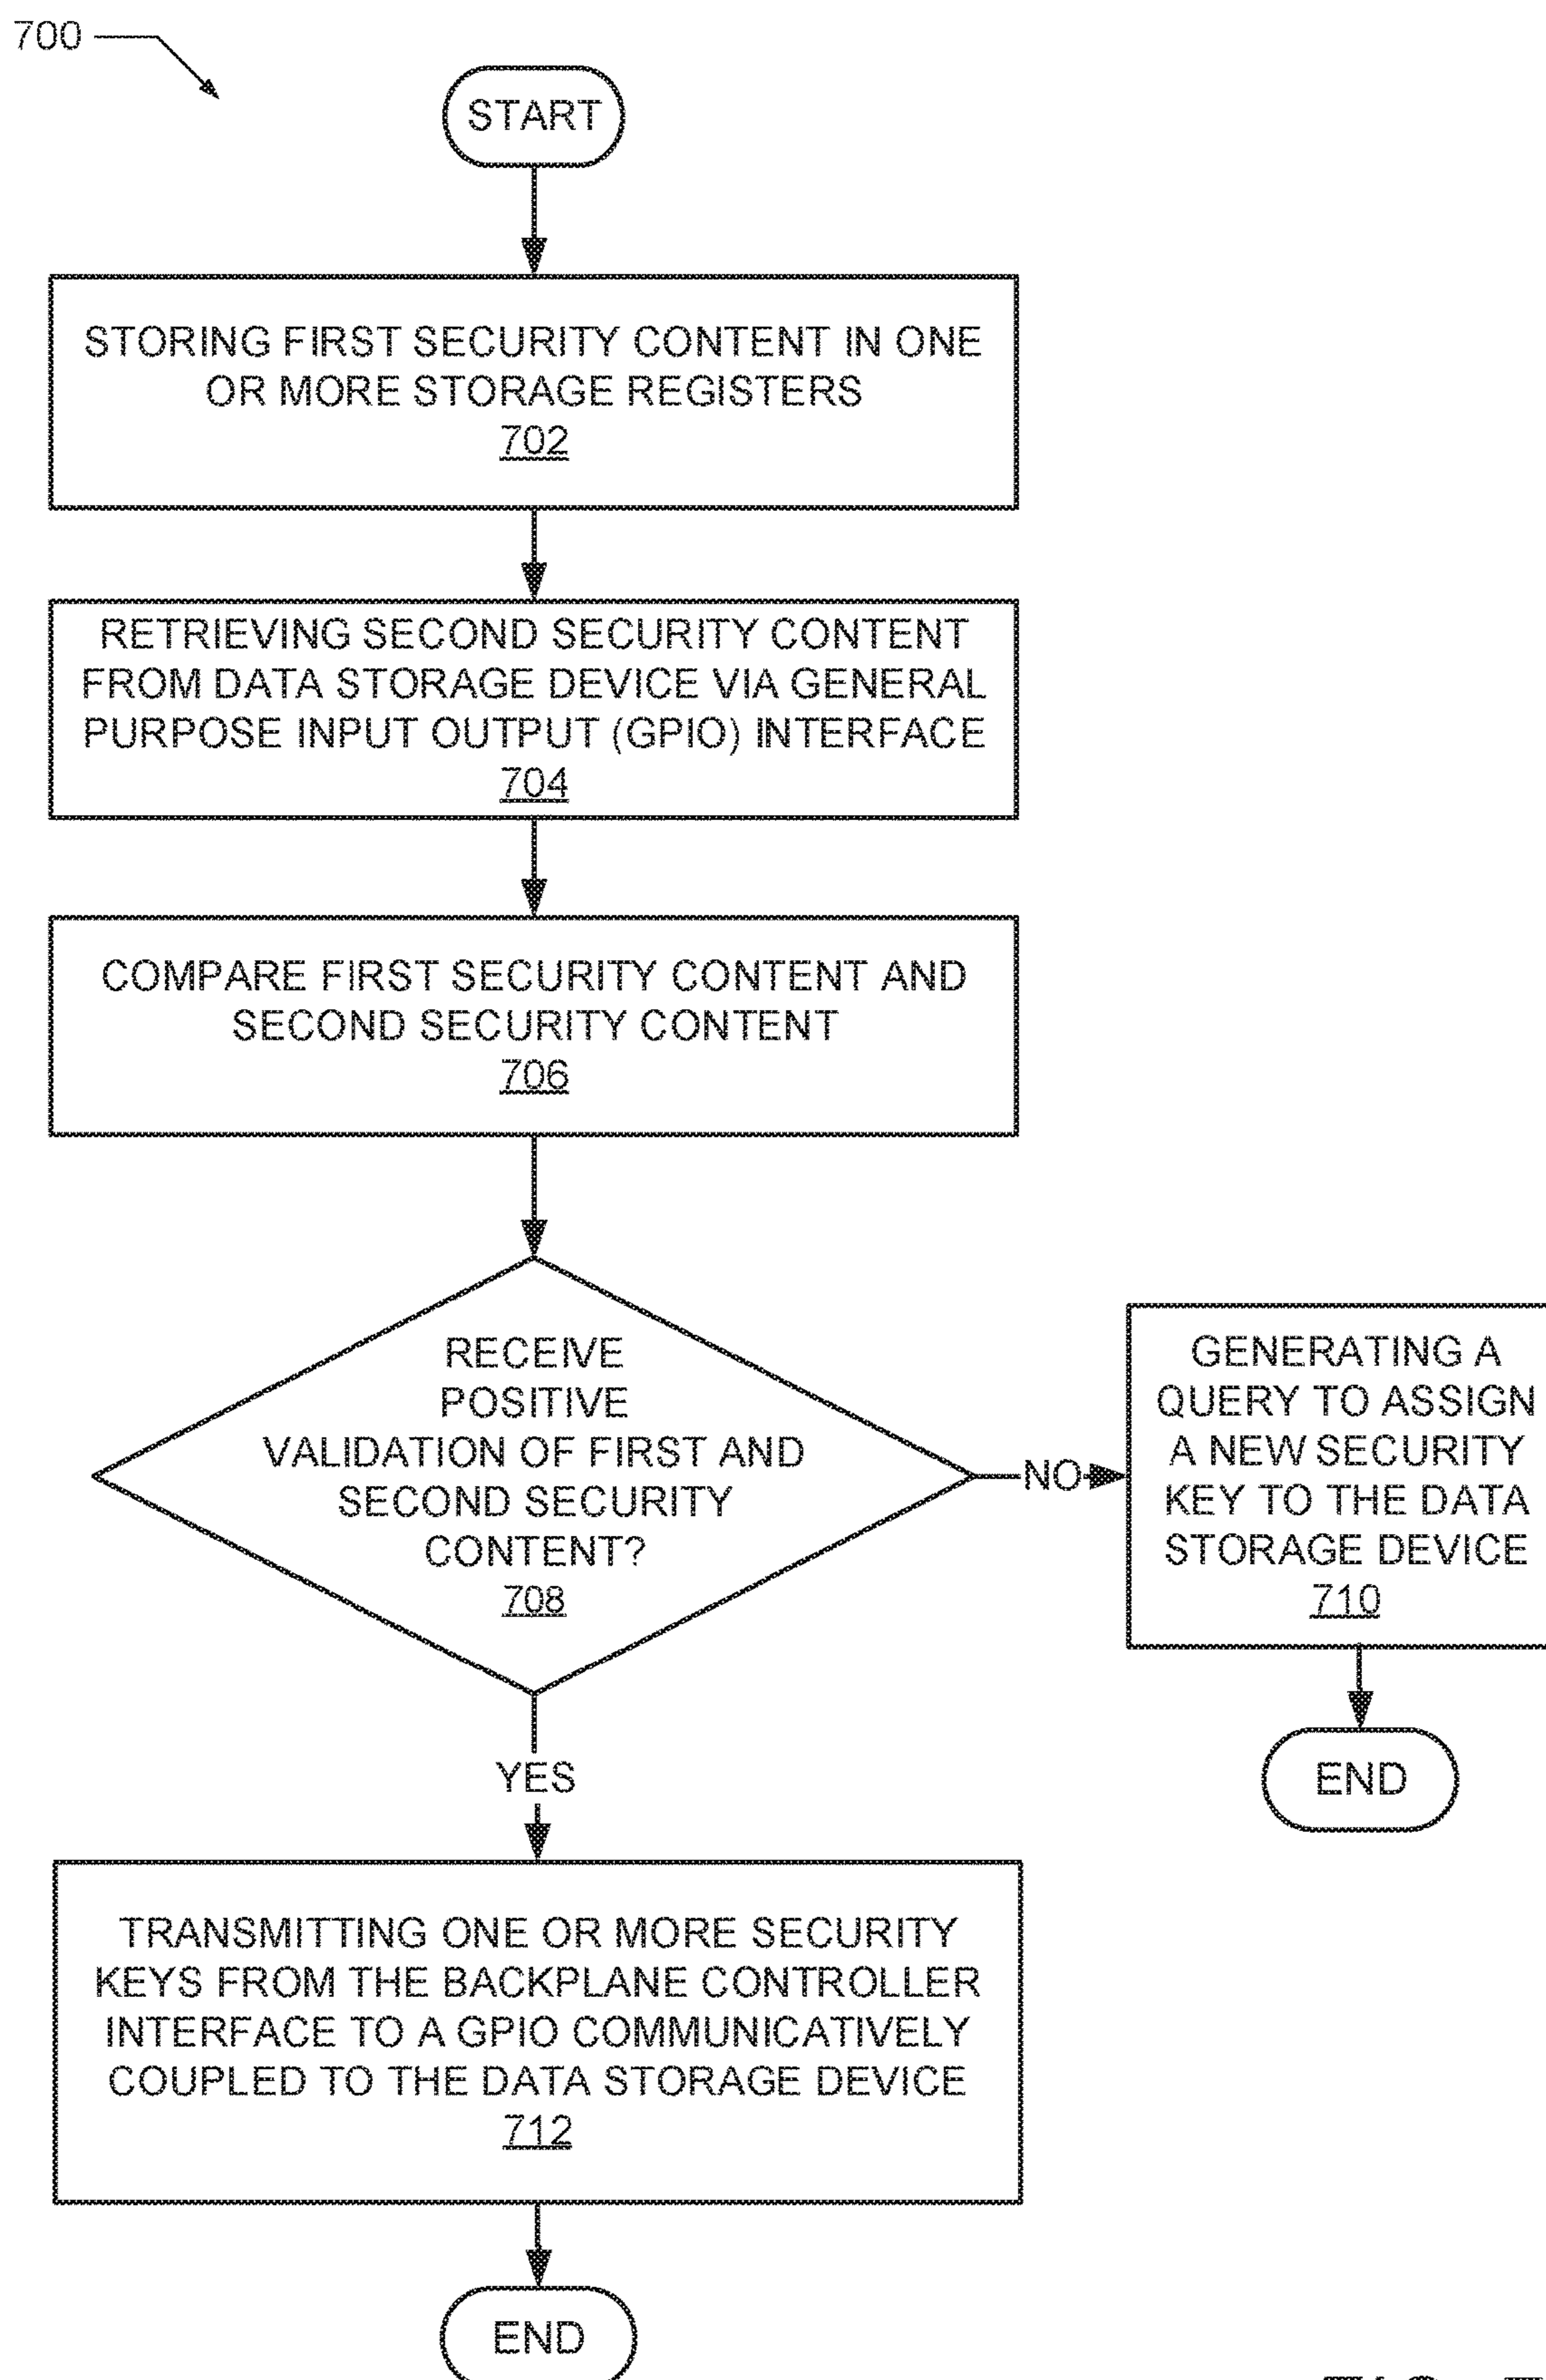 700
START
STORING FIRST SECURITY CONTENT IN ONE
OR MORE STORAGE REGISTERS
702
RETRIEVING SECOND SECURITY CONTENT
FROM DATA STORAGE DEVICE VIA GENERAL
PURPOSE INPUT OUTPUT (GPIO) INTERFACE
704
COMPARE FIRST SECURITY CONTENT AND
SECOND SECURITY CONTENT
706
RECEIVE
POSITIVE
VALIDATION OF FIRST AND
SECOND SECURITY
CONTENT?
708
NO
GENERATING A
QUERY TO ASSIGN
A NEW SECURITY
KEY TO THE DATA
STORAGE DEVICE
710
END
YES
TRANSMITTING ONE OR MORE SECURITY
KEYS FROM THE BACKPLANE CONTROLLER
INTERFACE TO A GPIO COMMUNICATIVELY
COUPLED TO THE DATA STORAGE DEVICE
712
END